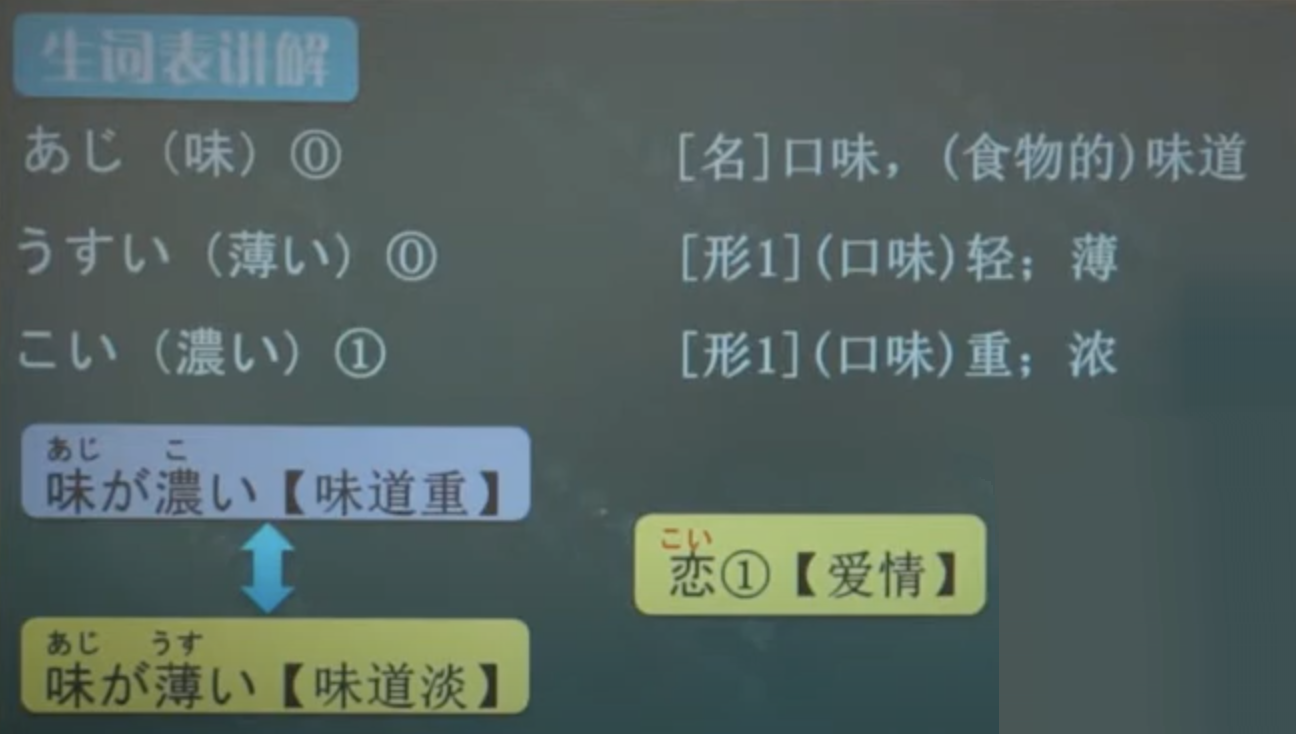 生词表讲解
あじ（味）⓪ [名]口味，(食物的)味道
うすい（薄い）⓪ [形1](口味)轻；薄
こい（濃い）① [形1](口味)重；浓
あじ こ
味が濃い【味道重】
こい
恋①【爱情】
あじ うす
味が薄い【味道淡】